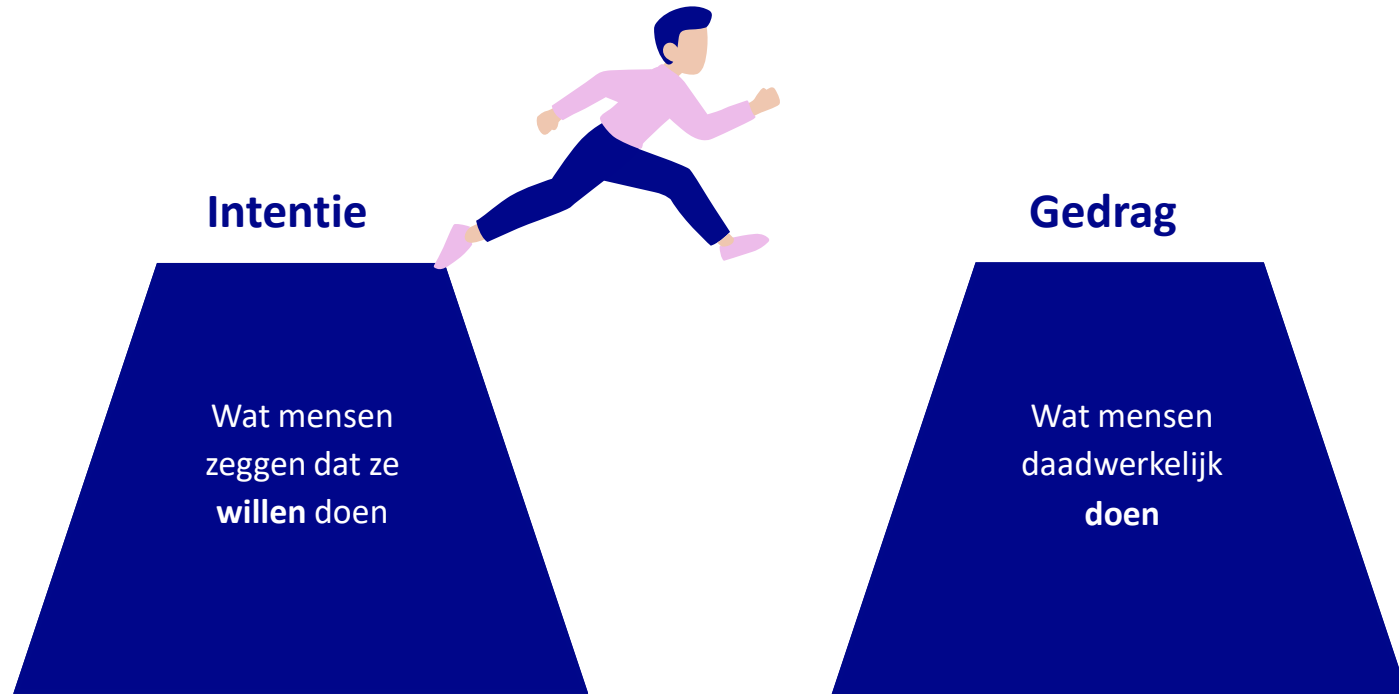 Intentie
Wat mensen
zeggen dat ze
willen doen
Gedrag
Wat mensen
daadwerkelijk
doen